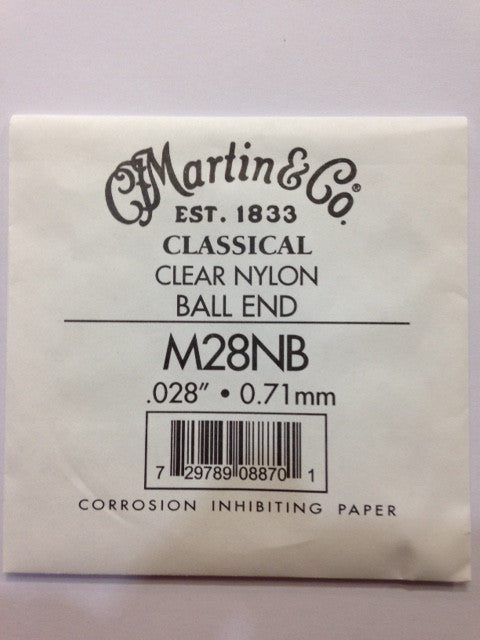 CFMartin & Co.®
EST. 1833
CLASSICAL
CLEAR NYLON
BALL END
M28NB
.028" • 0.71mm
7 29789 08870 1
CORROSION INHIBITING PAPER